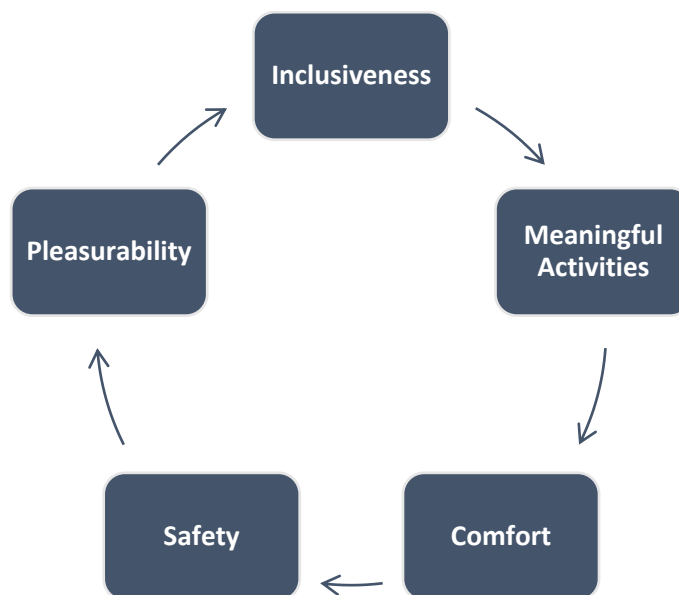 Inclusiveness
Meaningful
Activities
Comfort
Safety
Pleasurability